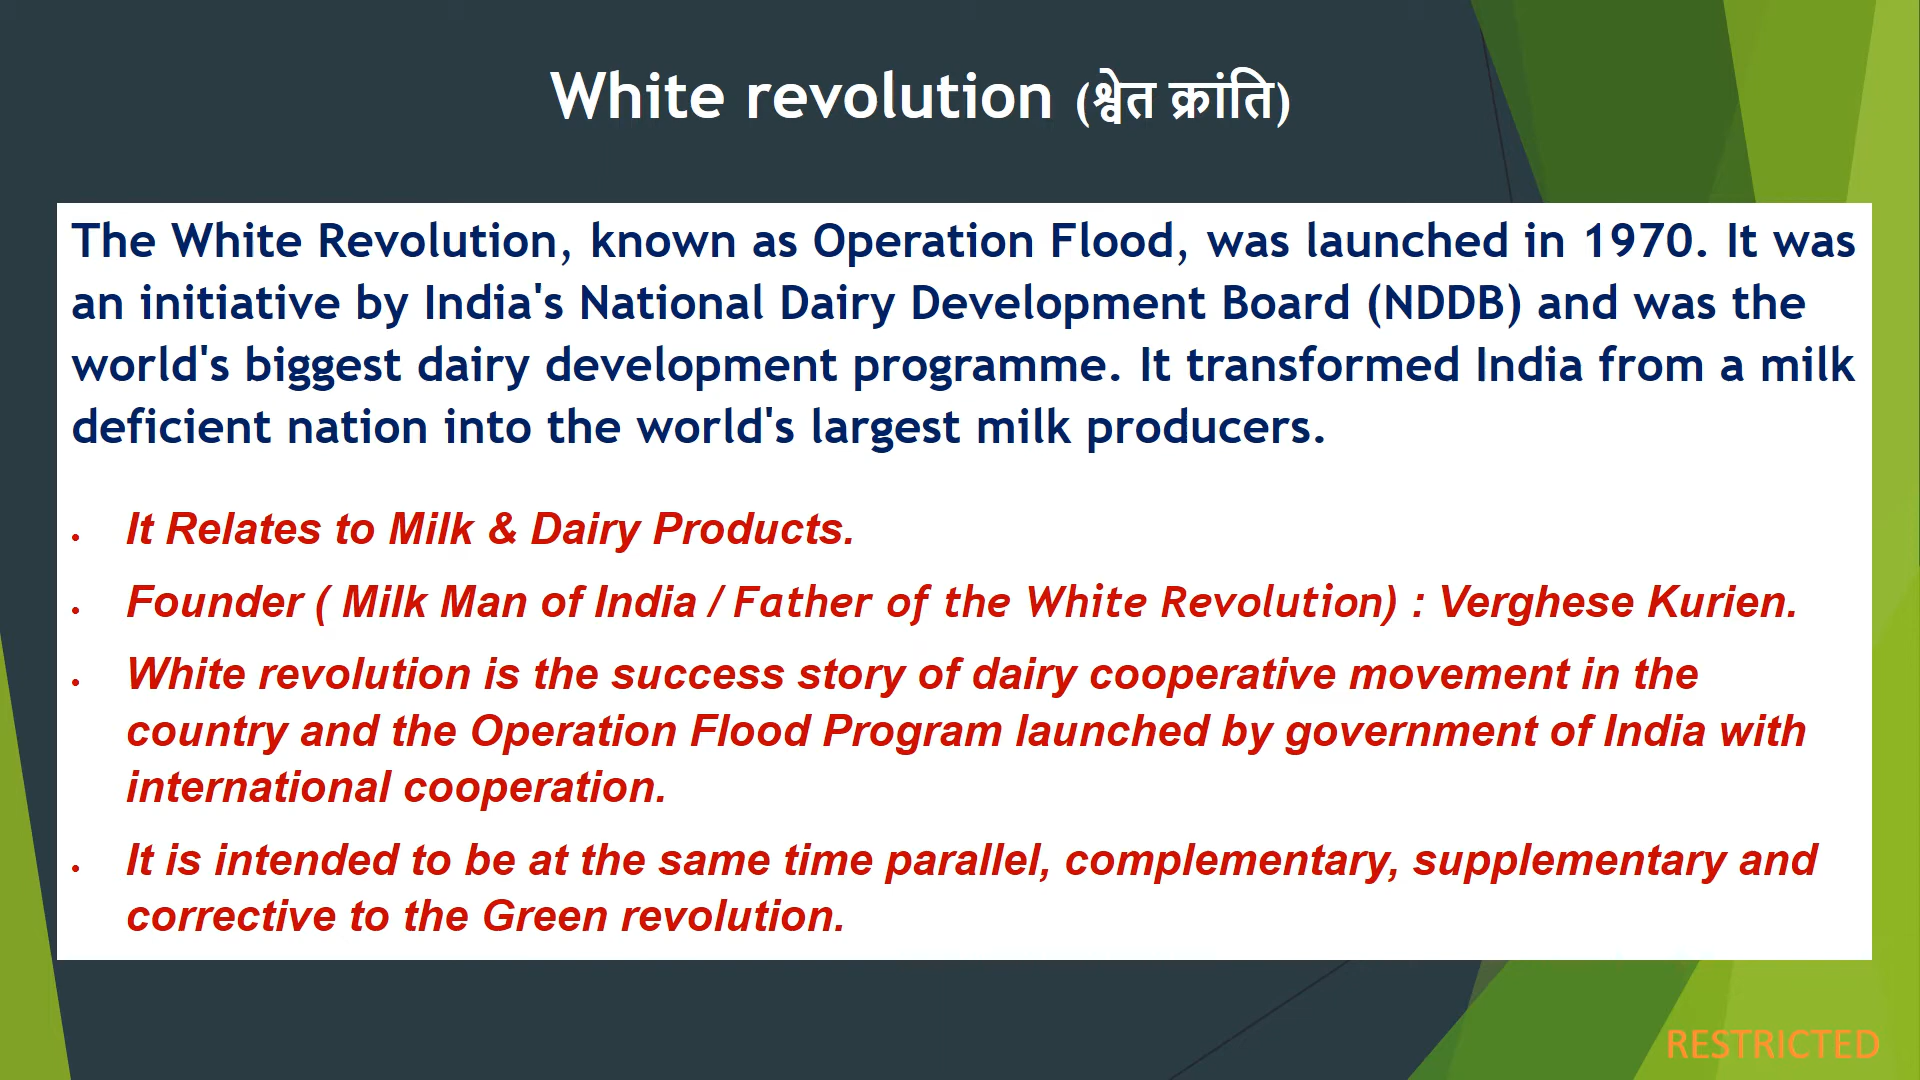 White revolution (श्वेत क्रांति)
The White Revolution, known as Operation Flood, was launched in 1970. It was
an initiative by India's National Dairy Development Board (NDDB) and was the
world's biggest dairy development programme. It transformed India from a milk
deficient nation into the world's largest milk producers.
• It Relates to Milk & Dairy Products.
• Founder ( Milk Man of India / Father of the White Revolution) : Verghese Kurien.
• White revolution is the success story of dairy cooperative movement in the
country and the Operation Flood Program launched by government of India with
international cooperation.
• It is intended to be at the same time parallel, complementary, supplementary and
corrective to the Green revolution.
RESTRICTED